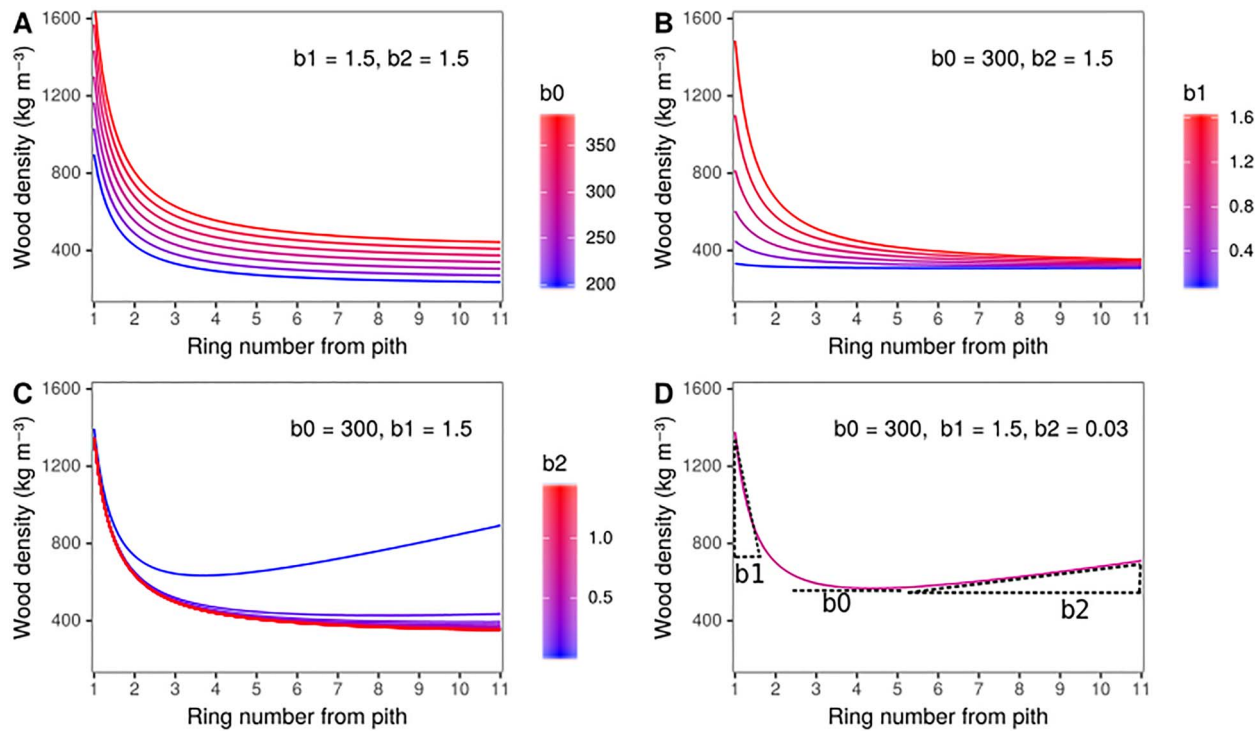 A
b1 = 1.5, b2 = 1.5
Wood density (kg m⁻³)
1600
1200
800
400
1 2 3 4 5 6 7 8 9 10 11
Ring number from pith
b0
350
300
250
200
B
b0 = 300, b2 = 1.5
Wood density (kg m⁻³)
1600
1200
800
400
1 2 3 4 5 6 7 8 9 10 11
Ring number from pith
b1
1.6
1.2
0.8
0.4
C
b0 = 300, b1 = 1.5
Wood density (kg m⁻³)
1600
1200
800
400
1 2 3 4 5 6 7 8 9 10 11
Ring number from pith
b2
1.0
0.5
D
b0 = 300, b1 = 1.5, b2 = 0.03
Wood density (kg m⁻³)
1600
1200
800
400
b1
b0
b2
1 2 3 4 5 6 7 8 9 10 11
Ring number from pith